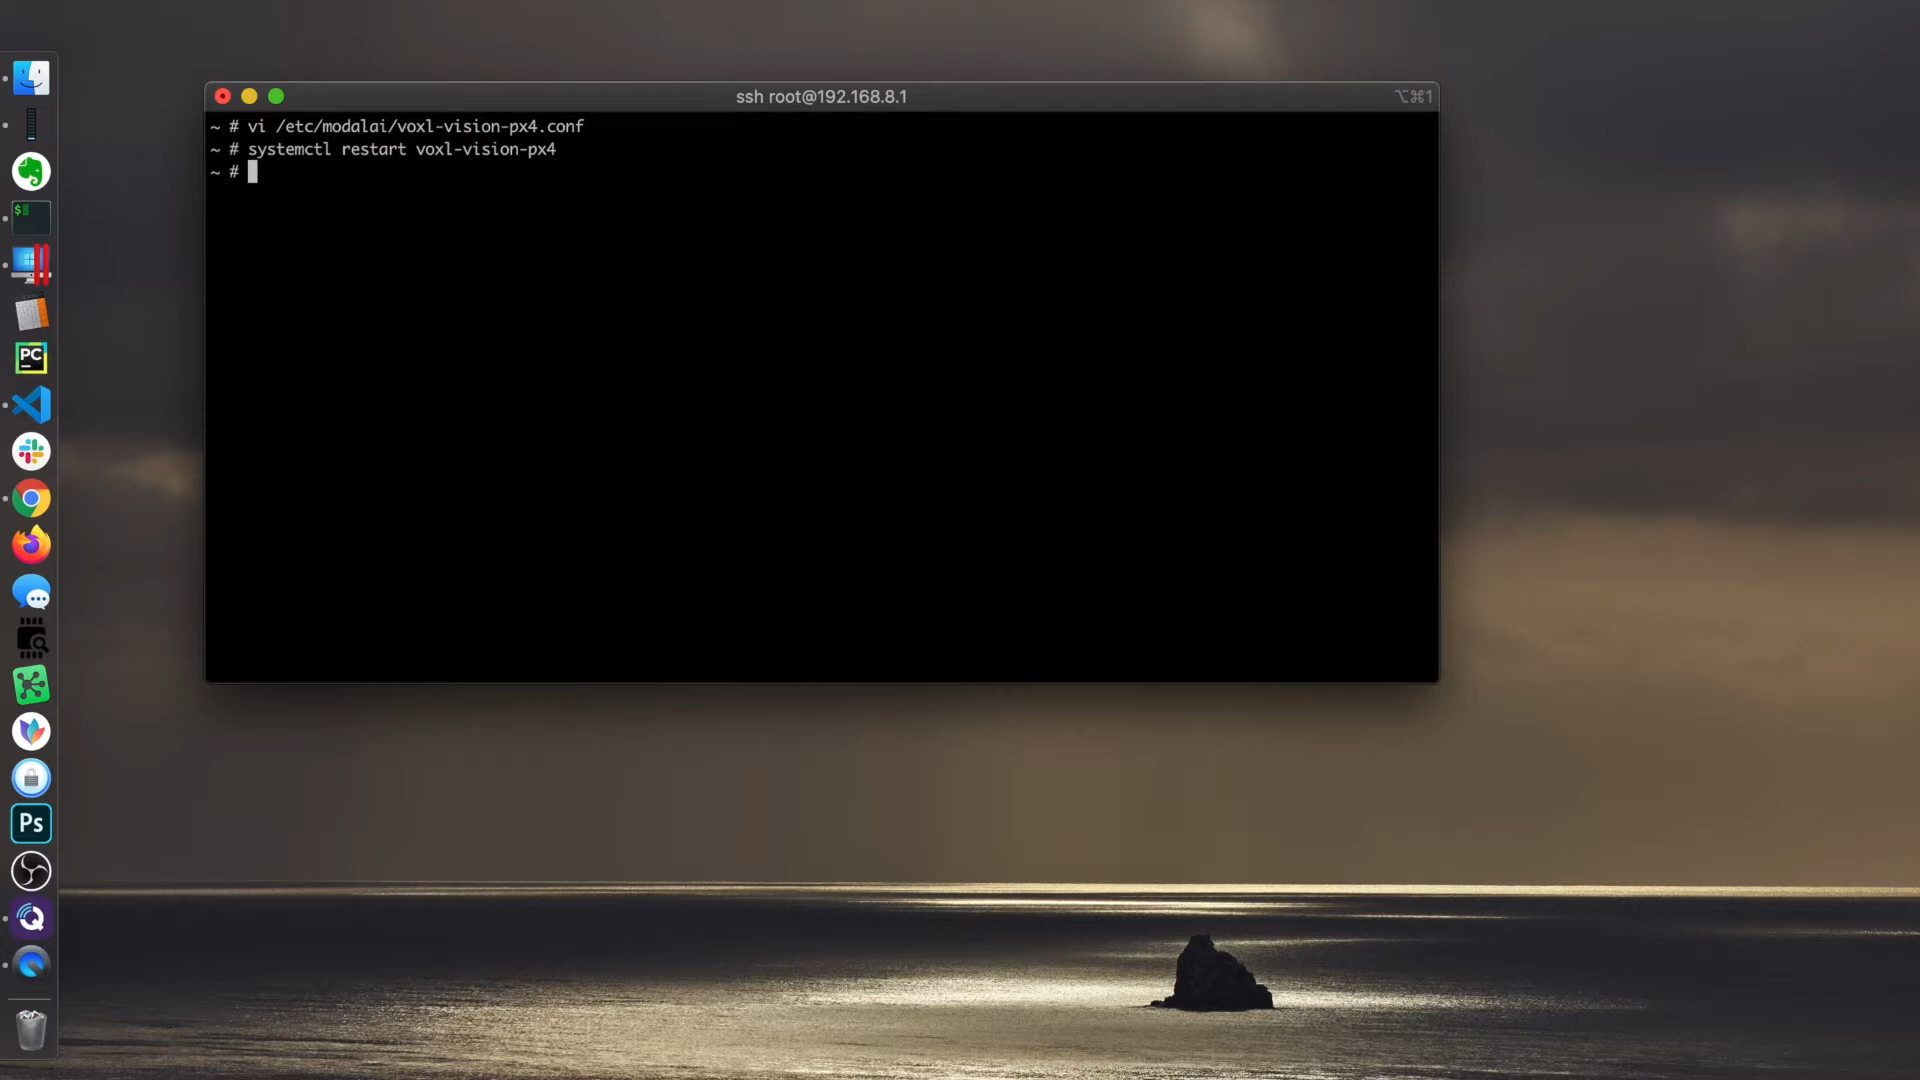 ssh root@192.168.8.1
⌥⌘1
~ # vi /etc/modalai/voxl-vision-px4.conf
~ # systemctl restart voxl-vision-px4
~ #
$
PC
Ps